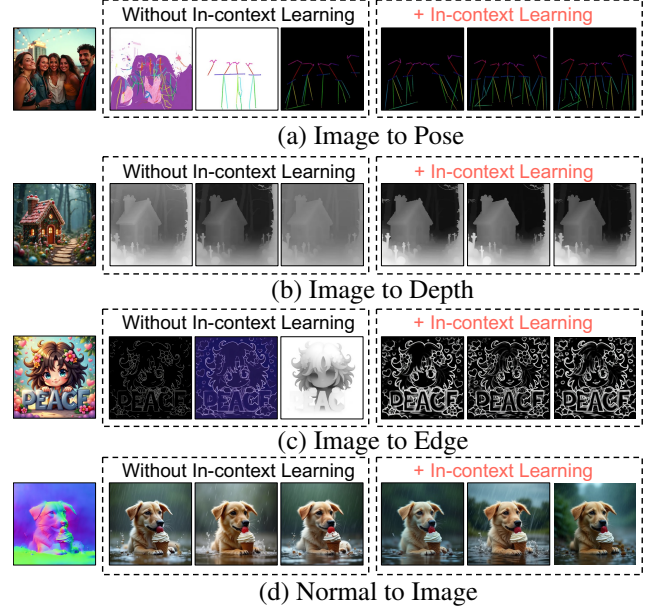 Without In-context Learning + In-context Learning
(a) Image to Pose
Without In-context Learning + In-context Learning
(b) Image to Depth
Without In-context Learning + In-context Learning
PEACE PEACE PEACE PEACE PEACE PEACE
(c) Image to Edge
Without In-context Learning + In-context Learning
(d) Normal to Image